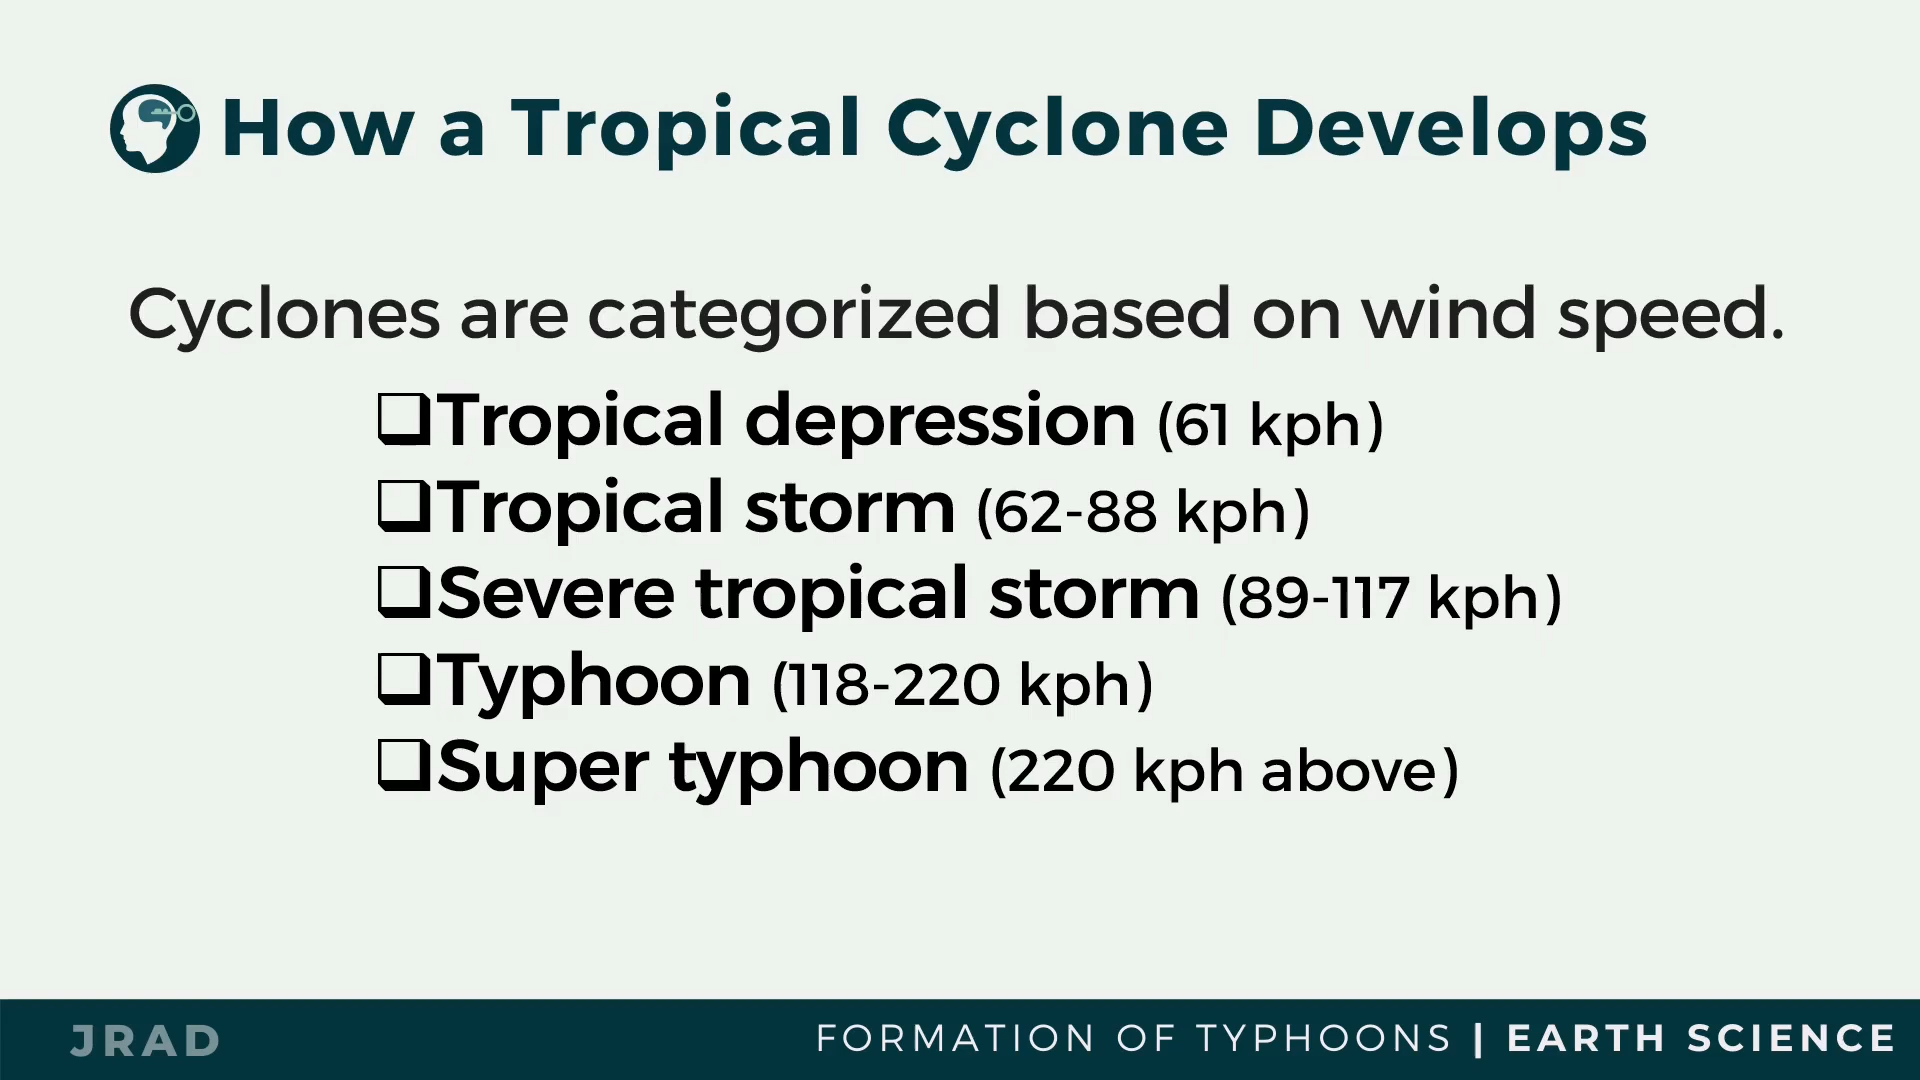 How a Tropical Cyclone Develops
Cyclones are categorized based on wind speed.
❑Tropical depression (61 kph)
❑Tropical storm (62-88 kph)
❑Severe tropical storm (89-117 kph)
❑Typhoon (118-220 kph)
❑Super typhoon (220 kph above)
JRAD
FORMATION OF TYPHOONS | EARTH SCIENCE